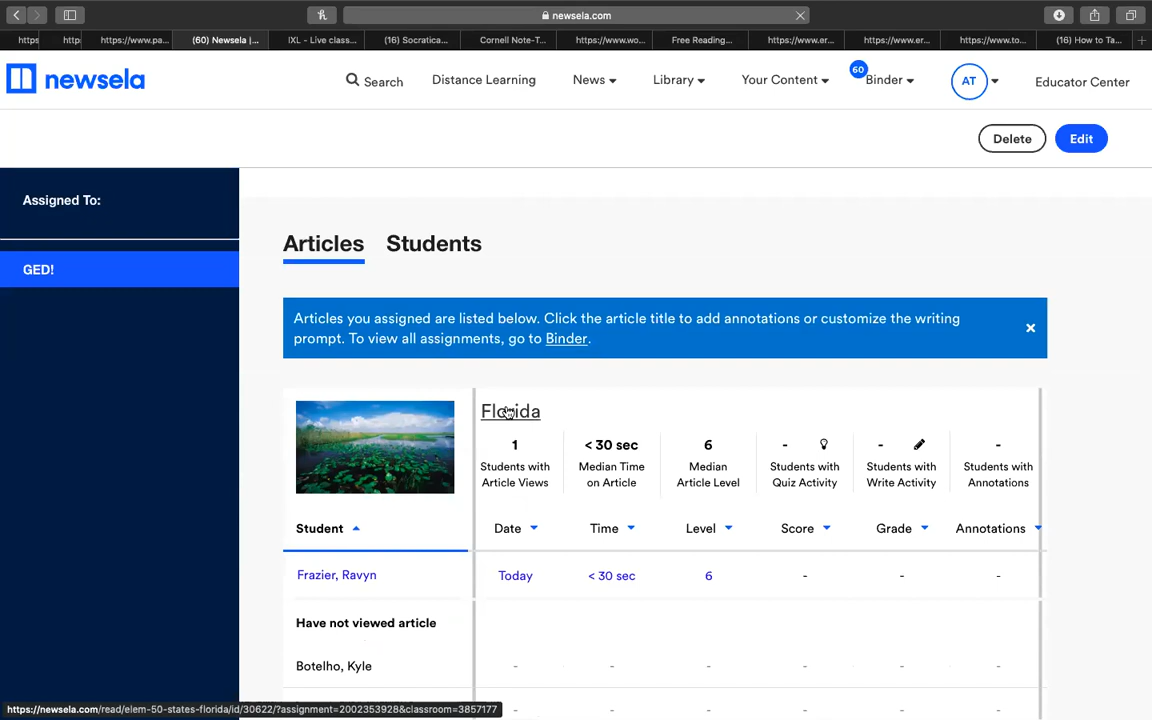 newsela.com
https
http
https://www.pa...
(60) Newsela |...
IXL - Live class...
(16) Socratica...
Cornell Note-T...
https://www.wo...
Free Reading...
https://www.er...
https://www.er...
https://www.to...
(16) How to Ta...
newsela
Search
Distance Learning
News
Library
Your Content
60
Binder
AT
Educator Center
Delete
Edit
Assigned To:
GED!
Articles
Students
Articles you assigned are listed below. Click the article title to add annotations or customize the writing
prompt. To view all assignments, go to Binder.
Florida
1
< 30 sec
6
-
-
-
Students with
Article Views
Median Time
on Article
Median
Article Level
Students with
Quiz Activity
Students with
Write Activity
Students with
Annotations
Student
Date
Time
Level
Score
Grade
Annotations
Frazier, Ravyn
Today
< 30 sec
6
-
-
-
Have not viewed article
Botelho, Kyle
- - - - - -
- - - - - -
https://newsela.com/read/elem-50-states-florida/id/30622/?assignment=2002353928&classroom=3857177